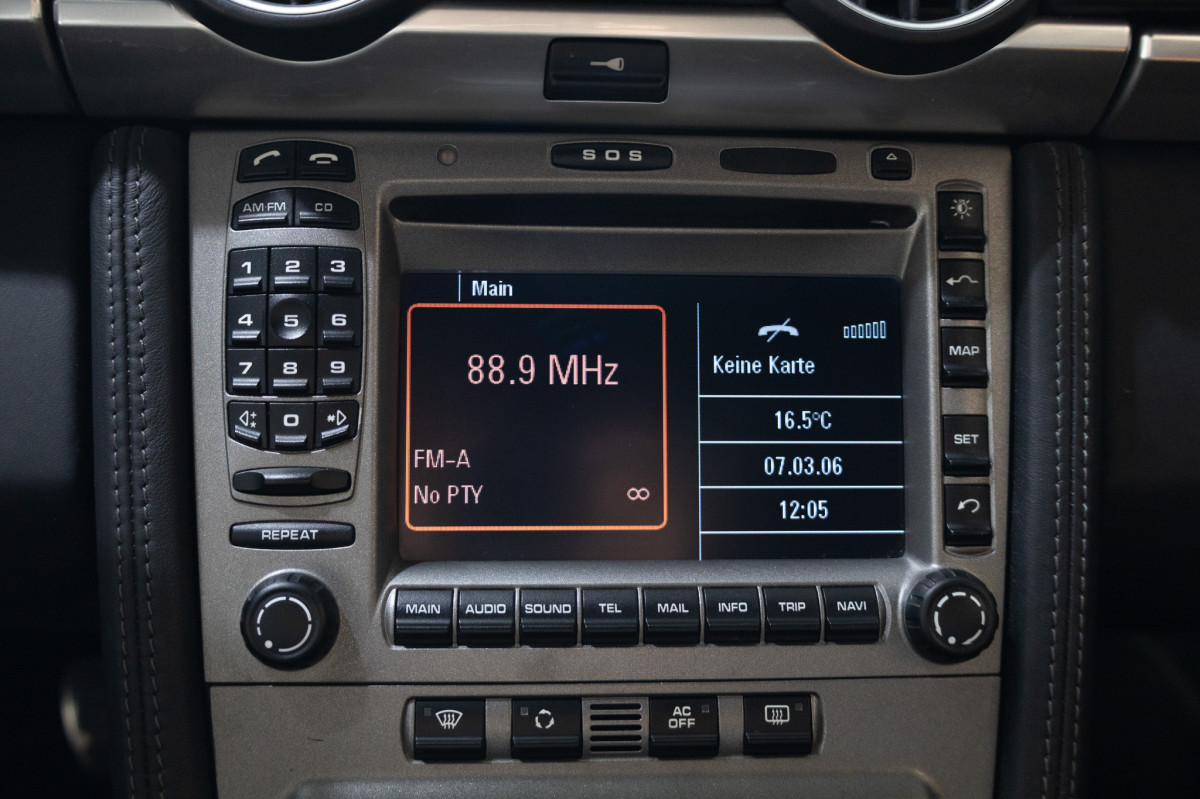 SOS
AM·FM CD
1 2 3
4 5 6
7 8 9
* 0 #
REPEAT
Main
88.9 MHz
FM-A
No PTY ∞
Keine Karte
16.5°C
07.03.06
12:05
MAP
SET
MAIN AUDIO SOUND TEL MAIL INFO TRIP NAVI
AC
OFF